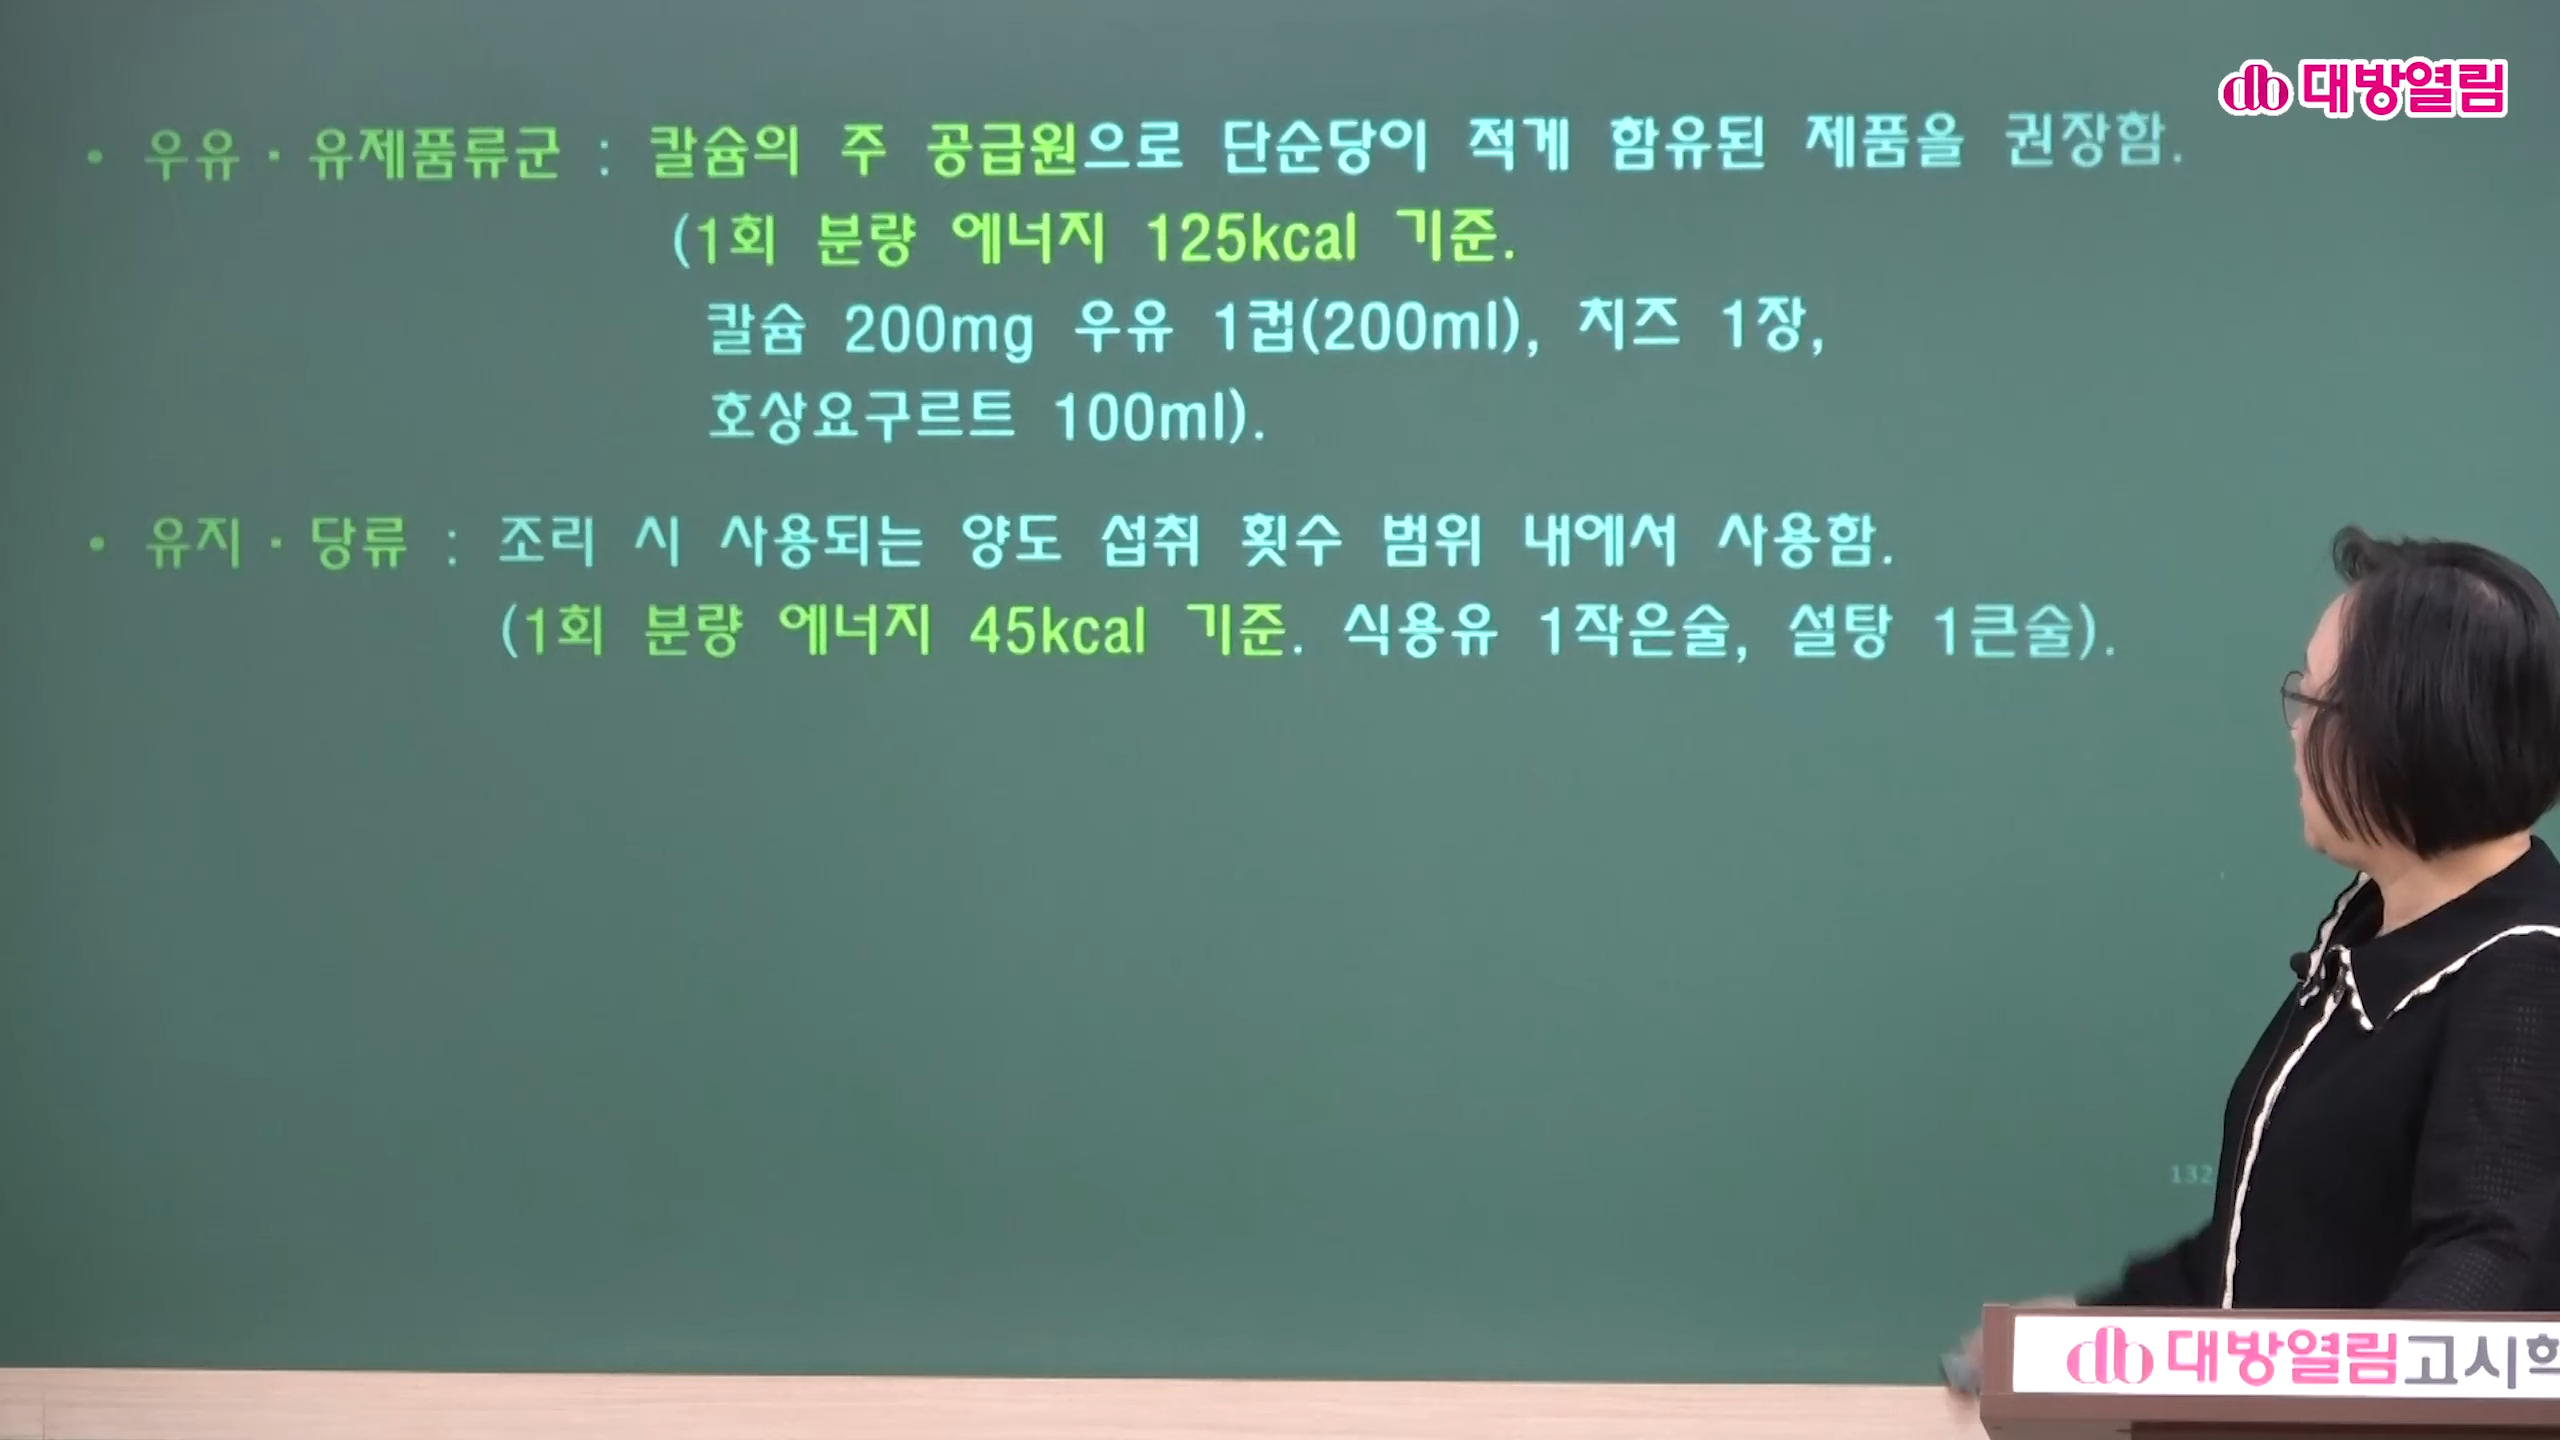 대방열림
• 우유 · 유제품류군 : 칼슘의 주 공급원으로 단순당이 적게 함유된 제품을 권장함.
(1회 분량 에너지 125kcal 기준.
칼슘 200mg 우유 1컵(200ml), 치즈 1장,
호상요구르트 100ml).
• 유지 · 당류 : 조리 시 사용되는 양도 섭취 횟수 범위 내에서 사용함.
(1회 분량 에너지 45kcal 기준. 식용유 1작은술, 설탕 1큰술).
132
대방열림고시